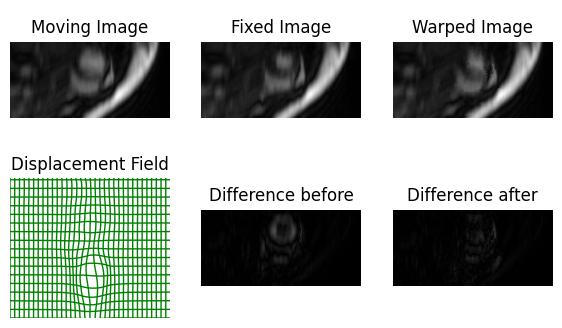 Moving Image
Fixed Image
Warped Image
Displacement Field
Difference before
Difference after